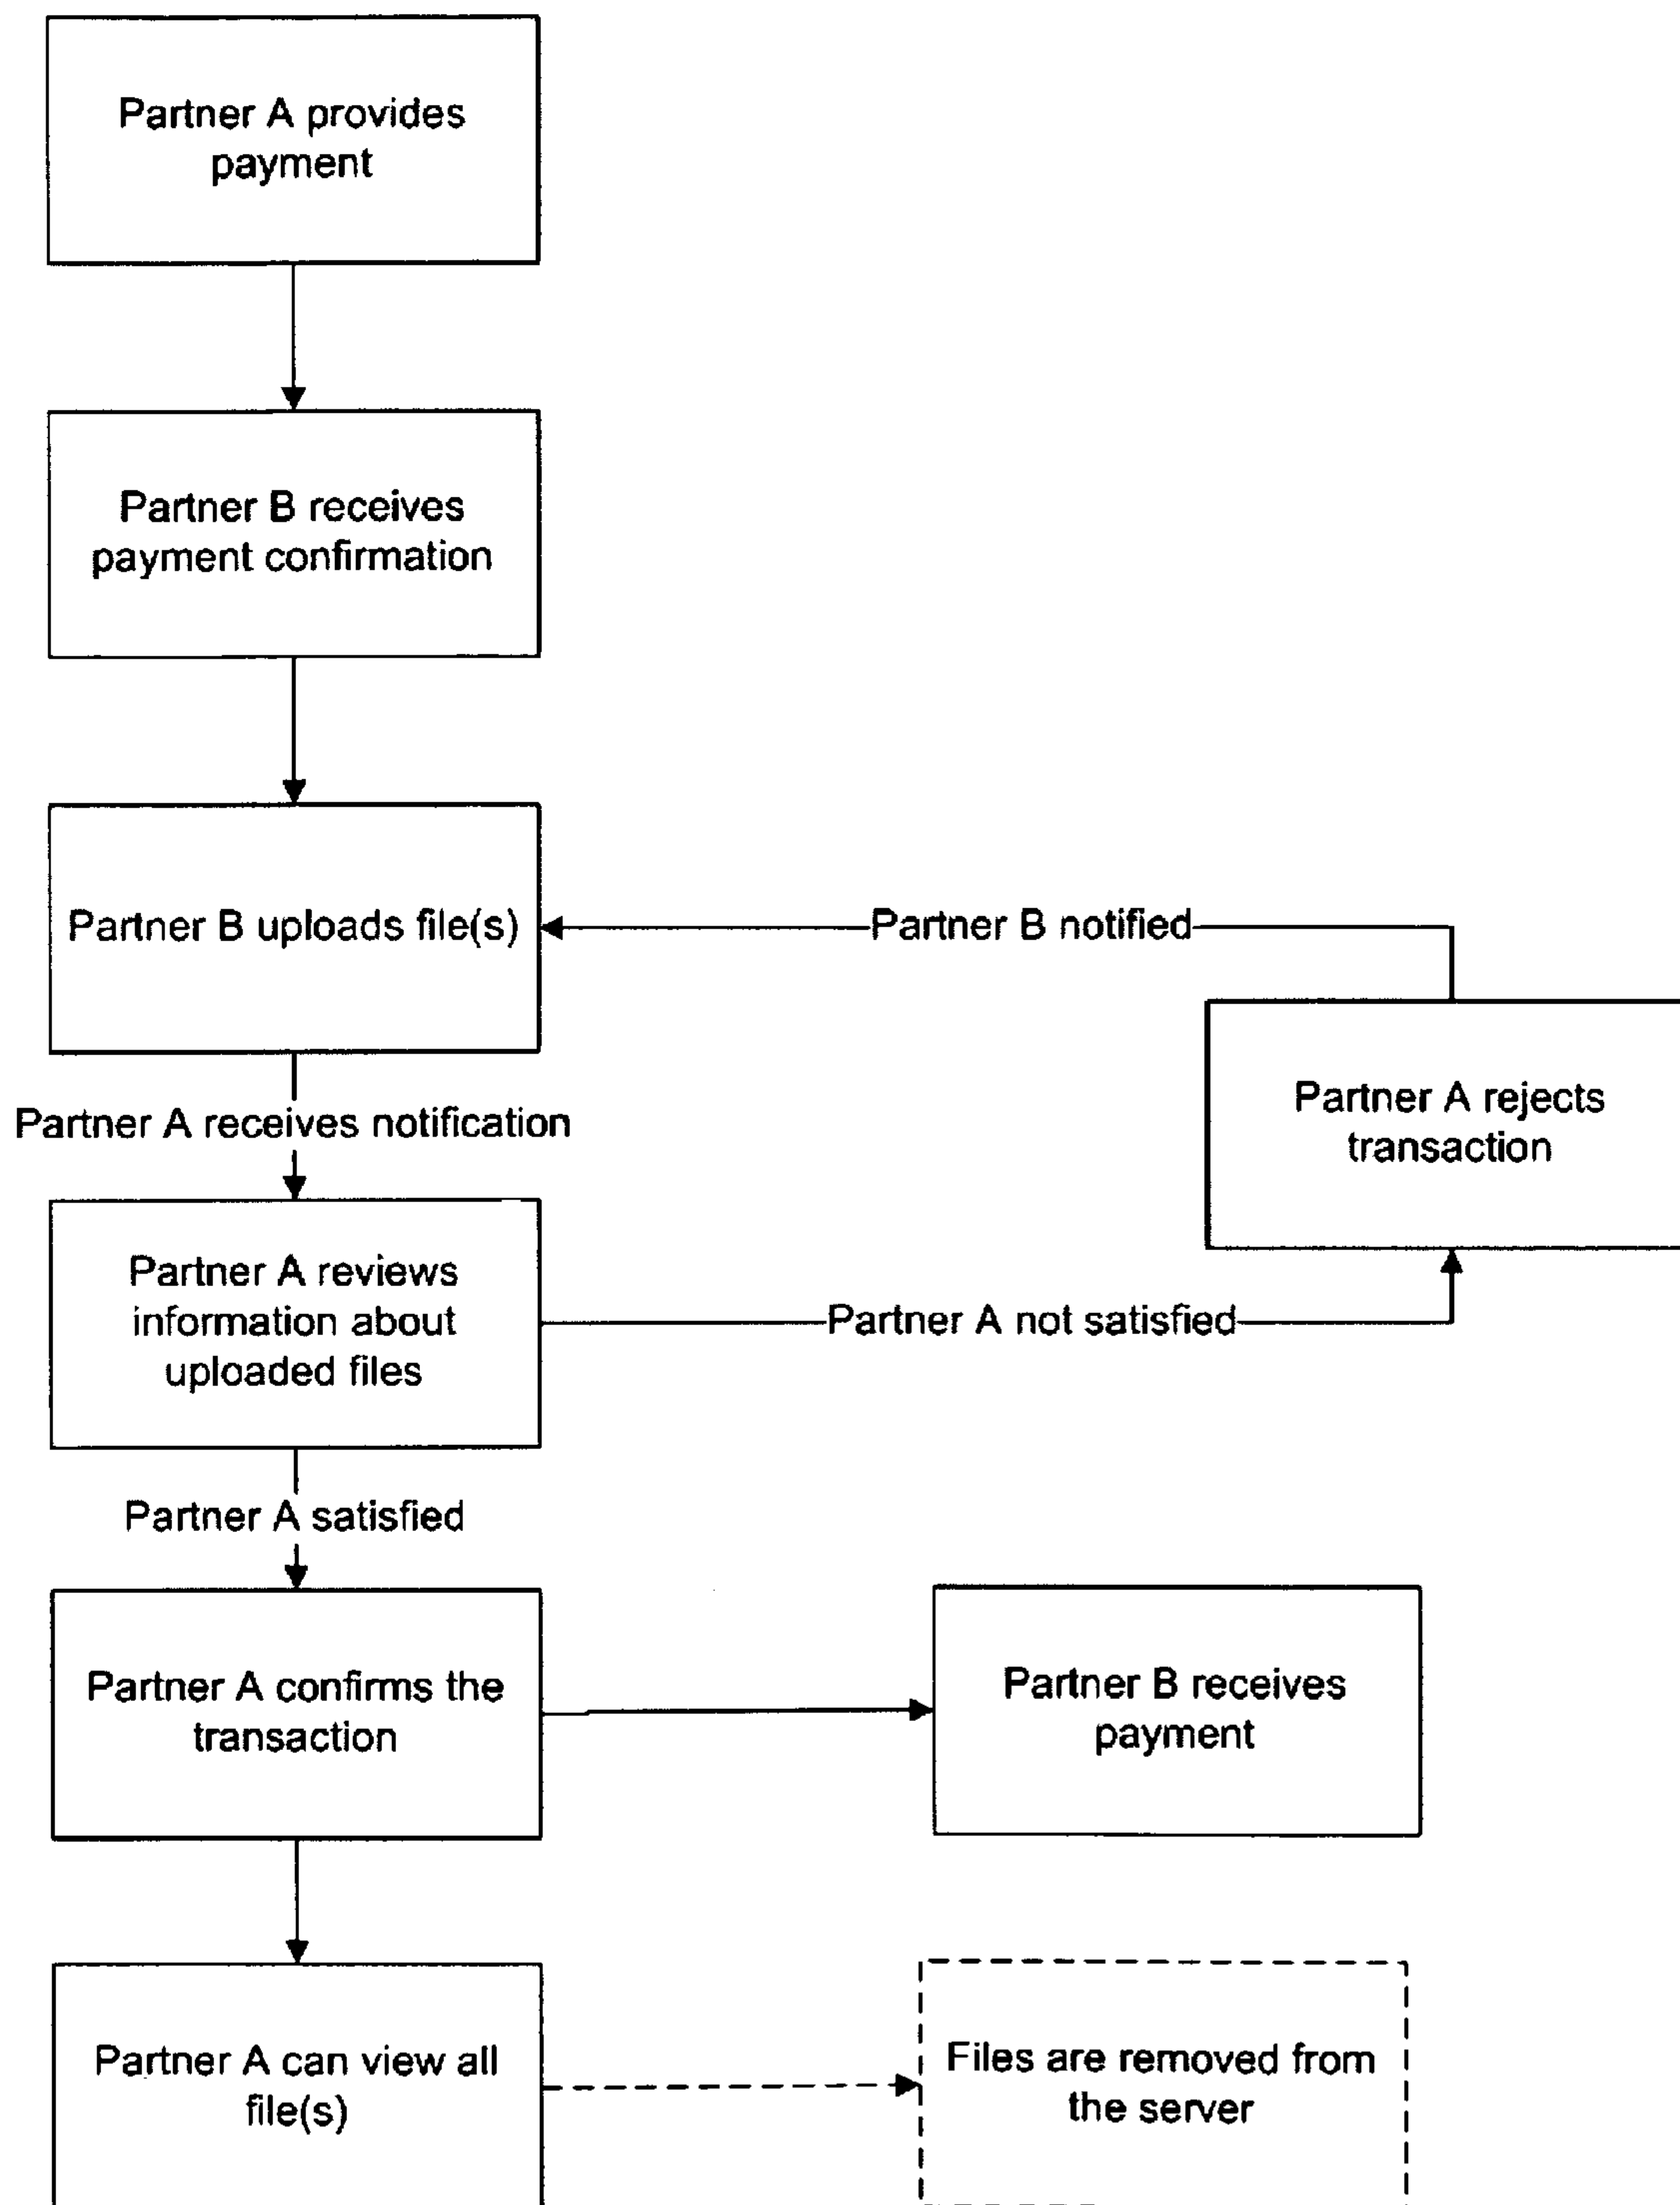 Partner A provides
payment
Partner B receives
payment confirmation
Partner B uploads file(s)
Partner B notified
Partner A rejects
transaction
Partner A receives notification
Partner A reviews
information about
uploaded files
Partner A not satisfied
Partner A satisfied
Partner A confirms the
transaction
Partner B receives
payment
Partner A can view all
file(s)
Files are removed from
the server